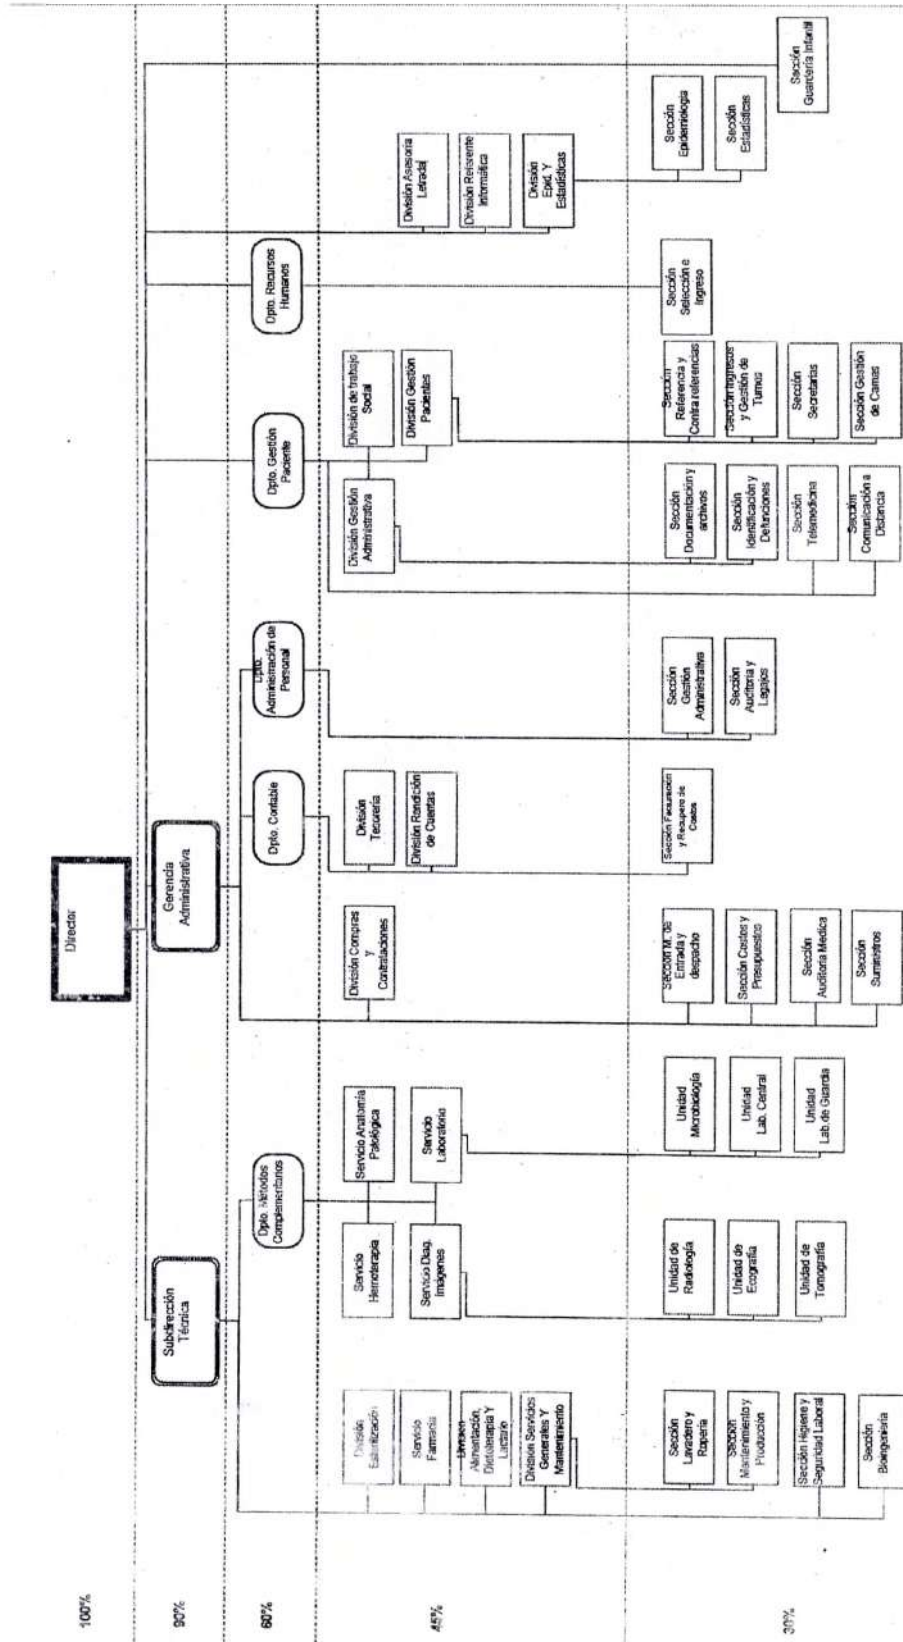 100%
Director
90%
Subdirección
Técnica
Gerencia
Administrativa
60%
Dpto. Métodos
Complementarios
Dpto. Contable
Dpto.
Administración de
Personal
Dpto. Gestión
Paciente
Dpto. Recursos
Humanos
45%
División
Esterilización
Servicio
Farmacia
División
Alimentación,
Dietoterapia Y
Lactario
División Servicios
Generales Y
Mantenimiento
Servicio
Hemoterapia
Servicio Diag.
Imágenes
Servicio Anatomía
Patológica
Servicio
Laboratorio
División Compras
y
Contrataciones
División
Tesorería
División Rendición
de Cuentas
División Gestión
Administrativa
División de trabajo
Social
División Gestión
Pacientes
División Asesoría
Letrada
División Referente
Informática
División
Epid. Y
Estadísticas
30%
Sección
Lavadero y
Ropería
Sección
Mantenimiento y
Producción
Sección Higiene y
Seguridad Laboral
Sección
Bioingeniería
Unidad de
Radiología
Unidad de
Ecografía
Unidad de
Tomografía
Unidad
Microbiología
Unidad
Lab. Central
Unidad
Lab. de Guardia
Sección M. de
Entrada y
despacho
Sección Costos y
Presupuestos
Sección
Auditoria Medica
Sección
Suministros
Sección Facturación
y Recupero de
Costos
Sección
Gestión
Administrativa
Sección
Auditoria y
Legajos
Sección
Documentación y
archivos
Sección
Identificación y
Defunciones
Sección
Telemedicina
Sección
Comunicación a
Distancia
Sección
Referencia y
Contra referencias
Sección Ingresos
y Gestión de
Turnos
Sección
Secretarías
Sección Gestión
de Camas
Sección
Selección e
Ingreso
Sección
Epidemiología
Sección
Estadísticas
Sección
Guardería Infantil